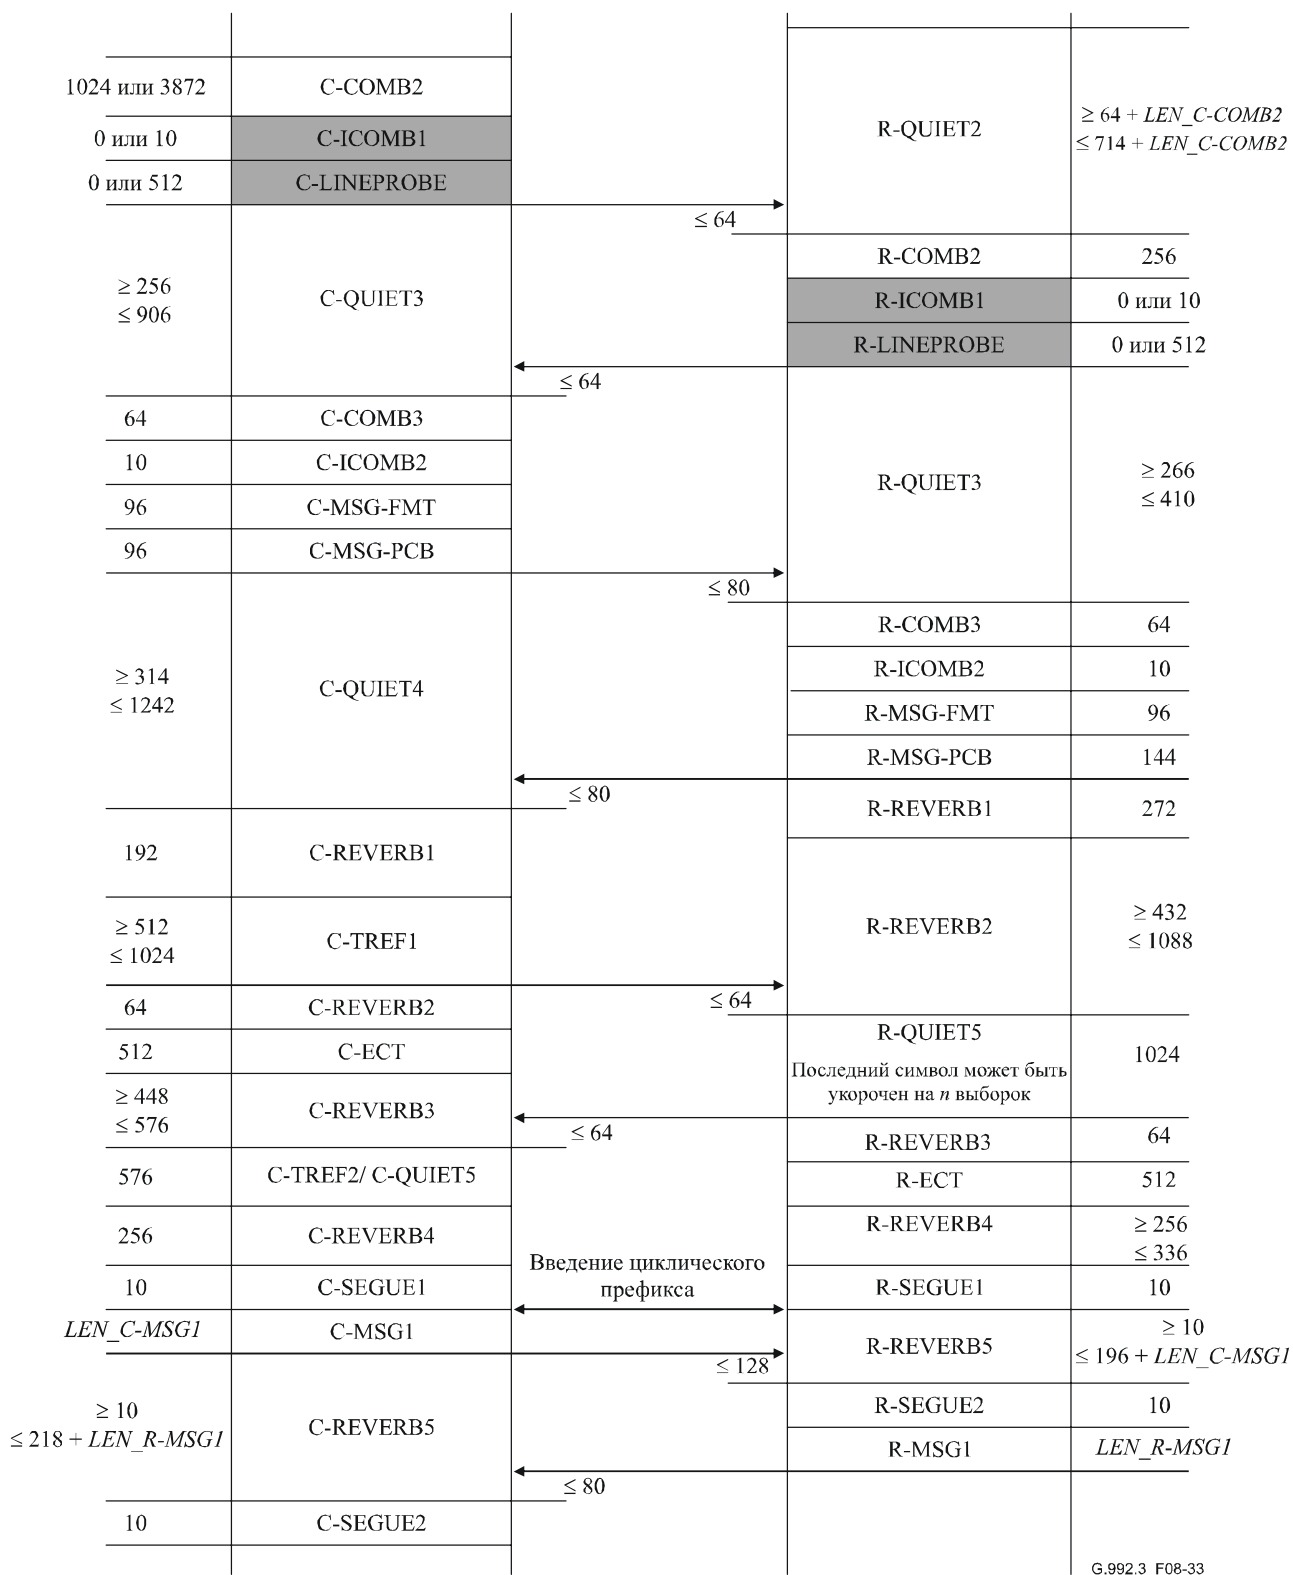 1024 или 3872
C-COMB2
0 или 10
C-ICOMB1
0 или 512
C-LINEPROBE
R-QUIET2
≥ 64 + LEN_C-COMB2
≤ 714 + LEN_C-COMB2
≤ 64
≥ 256
≤ 906
C-QUIET3
R-COMB2
256
R-ICOMB1
0 или 10
R-LINEPROBE
0 или 512
≤ 64
64
C-COMB3
10
C-ICOMB2
96
C-MSG-FMT
96
C-MSG-PCB
R-QUIET3
≥ 266
≤ 410
≤ 80
≥ 314
≤ 1242
C-QUIET4
R-COMB3
64
R-ICOMB2
10
R-MSG-FMT
96
R-MSG-PCB
144
≤ 80
R-REVERB1
272
192
C-REVERB1
≥ 512
≤ 1024
C-TREF1
R-REVERB2
≥ 432
≤ 1088
≤ 64
64
C-REVERB2
512
C-ECT
≥ 448
≤ 576
C-REVERB3
R-QUIET5
Последний символ может быть
укорочен на n выборок
1024
≤ 64
R-REVERB3
64
576
C-TREF2/ C-QUIET5
R-ECT
512
256
C-REVERB4
R-REVERB4
≥ 256
≤ 336
Введение циклического
префикса
10
C-SEGUE1
R-SEGUE1
10
LEN_C-MSG1
C-MSG1
R-REVERB5
≥ 10
≤ 196 + LEN_C-MSG1
≤ 128
≥ 10
≤ 218 + LEN_R-MSG1
C-REVERB5
R-SEGUE2
10
R-MSG1
LEN_R-MSG1
≤ 80
10
C-SEGUE2
G.992.3_F08-33